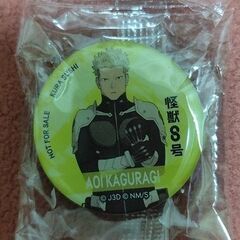 KURA SUSHI
NOT FOR SALE
怪獣8号
AOI KAGURAGI
© J3D © NM/S